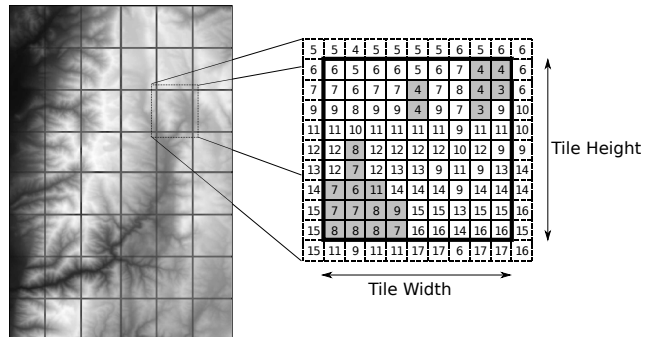 5 5 4 5 5 5 5 6 5 6 6
6 6 5 6 6 5 6 7 4 4 6
7 7 6 7 7 4 7 8 4 3 6
9 9 8 9 9 4 9 7 3 9 10
11 11 10 11 11 11 11 9 11 11 10
12 12 8 12 12 12 12 10 12 9 9
13 12 7 12 13 13 9 11 9 13 14
14 7 6 11 14 14 14 9 14 14 14
15 7 7 8 9 15 15 13 15 15 16
15 8 8 8 7 16 16 14 16 16 15
15 11 9 11 11 17 17 6 17 17 16
Tile Height
Tile Width